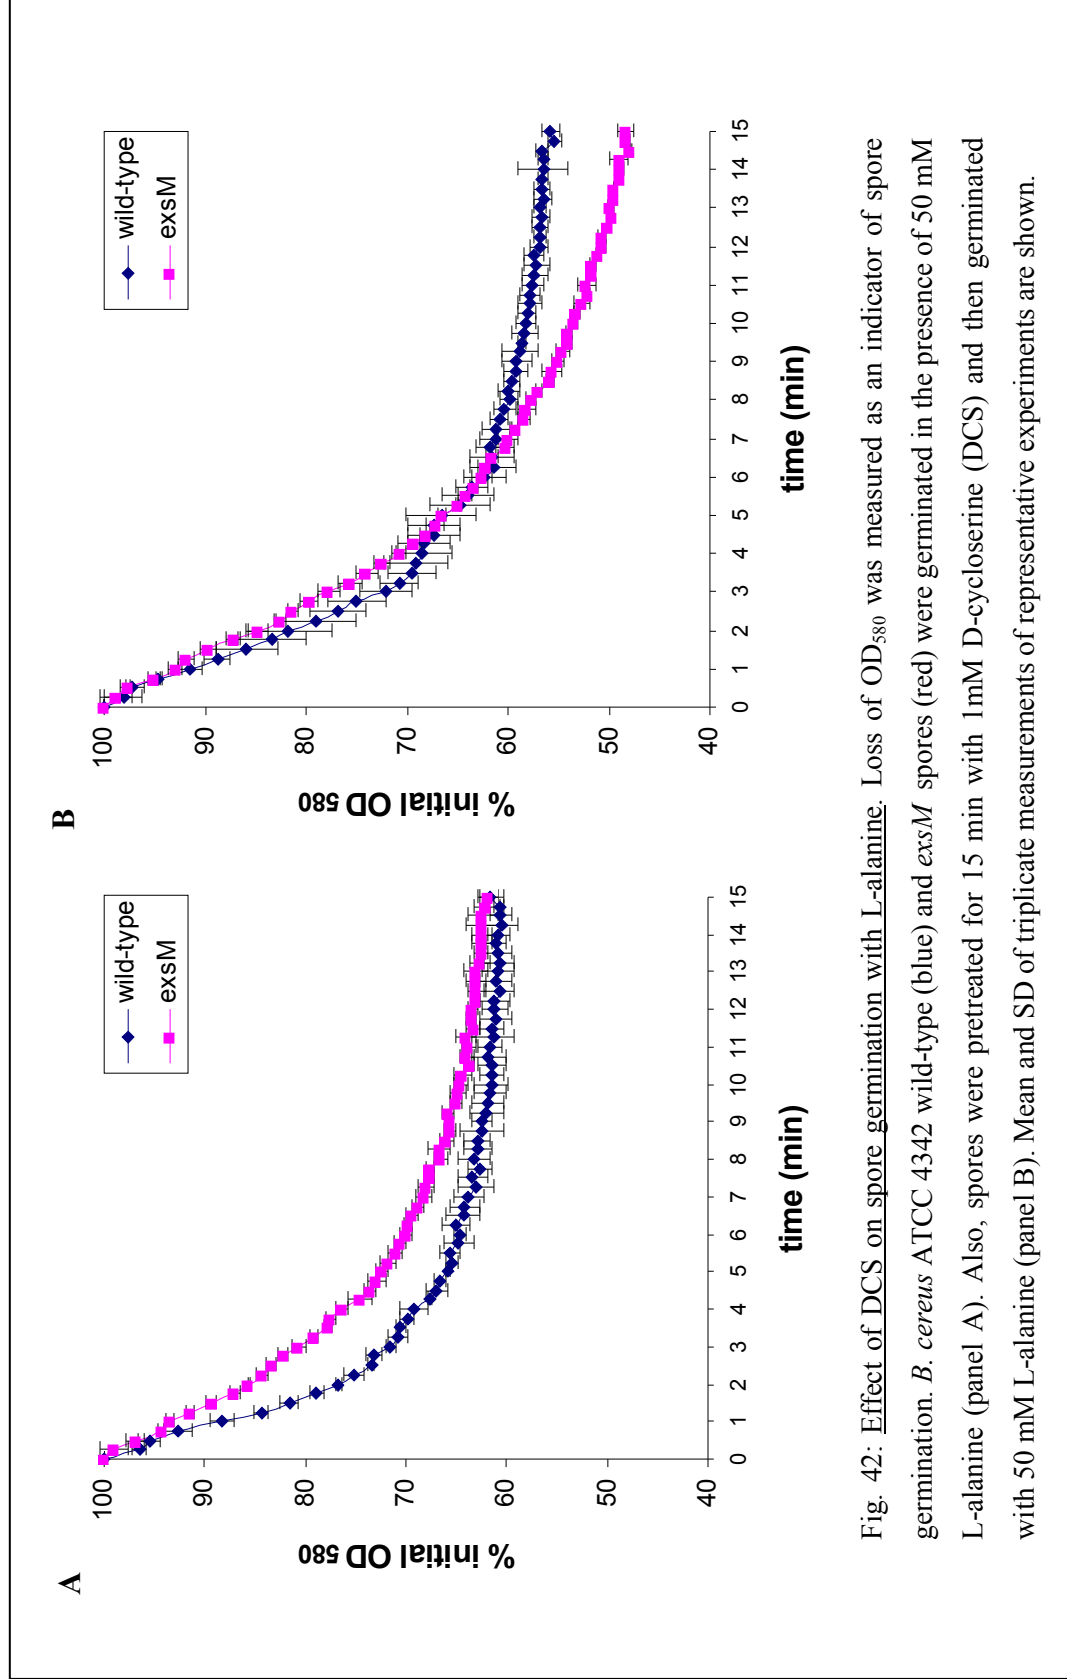 A
% initial OD 580
100
90
80
70
60
50
40
0 1 2 3 4 5 6 7 8 9 10 11 12 13 14 15
time (min)
wild-type
exsM
B
% initial OD 580
100
90
80
70
60
50
40
0 1 2 3 4 5 6 7 8 9 10 11 12 13 14 15
time (min)
wild-type
exsM
Fig. 42: Effect of DCS on spore germination with L-alanine. Loss of OD580 was measured as an indicator of spore
germination. B. cereus ATCC 4342 wild-type (blue) and exsM spores (red) were germinated in the presence of 50 mM
L-alanine (panel A). Also, spores were pretreated for 15 min with 1mM D-cycloserine (DCS) and then germinated
with 50 mM L-alanine (panel B). Mean and SD of triplicate measurements of representative experiments are shown.